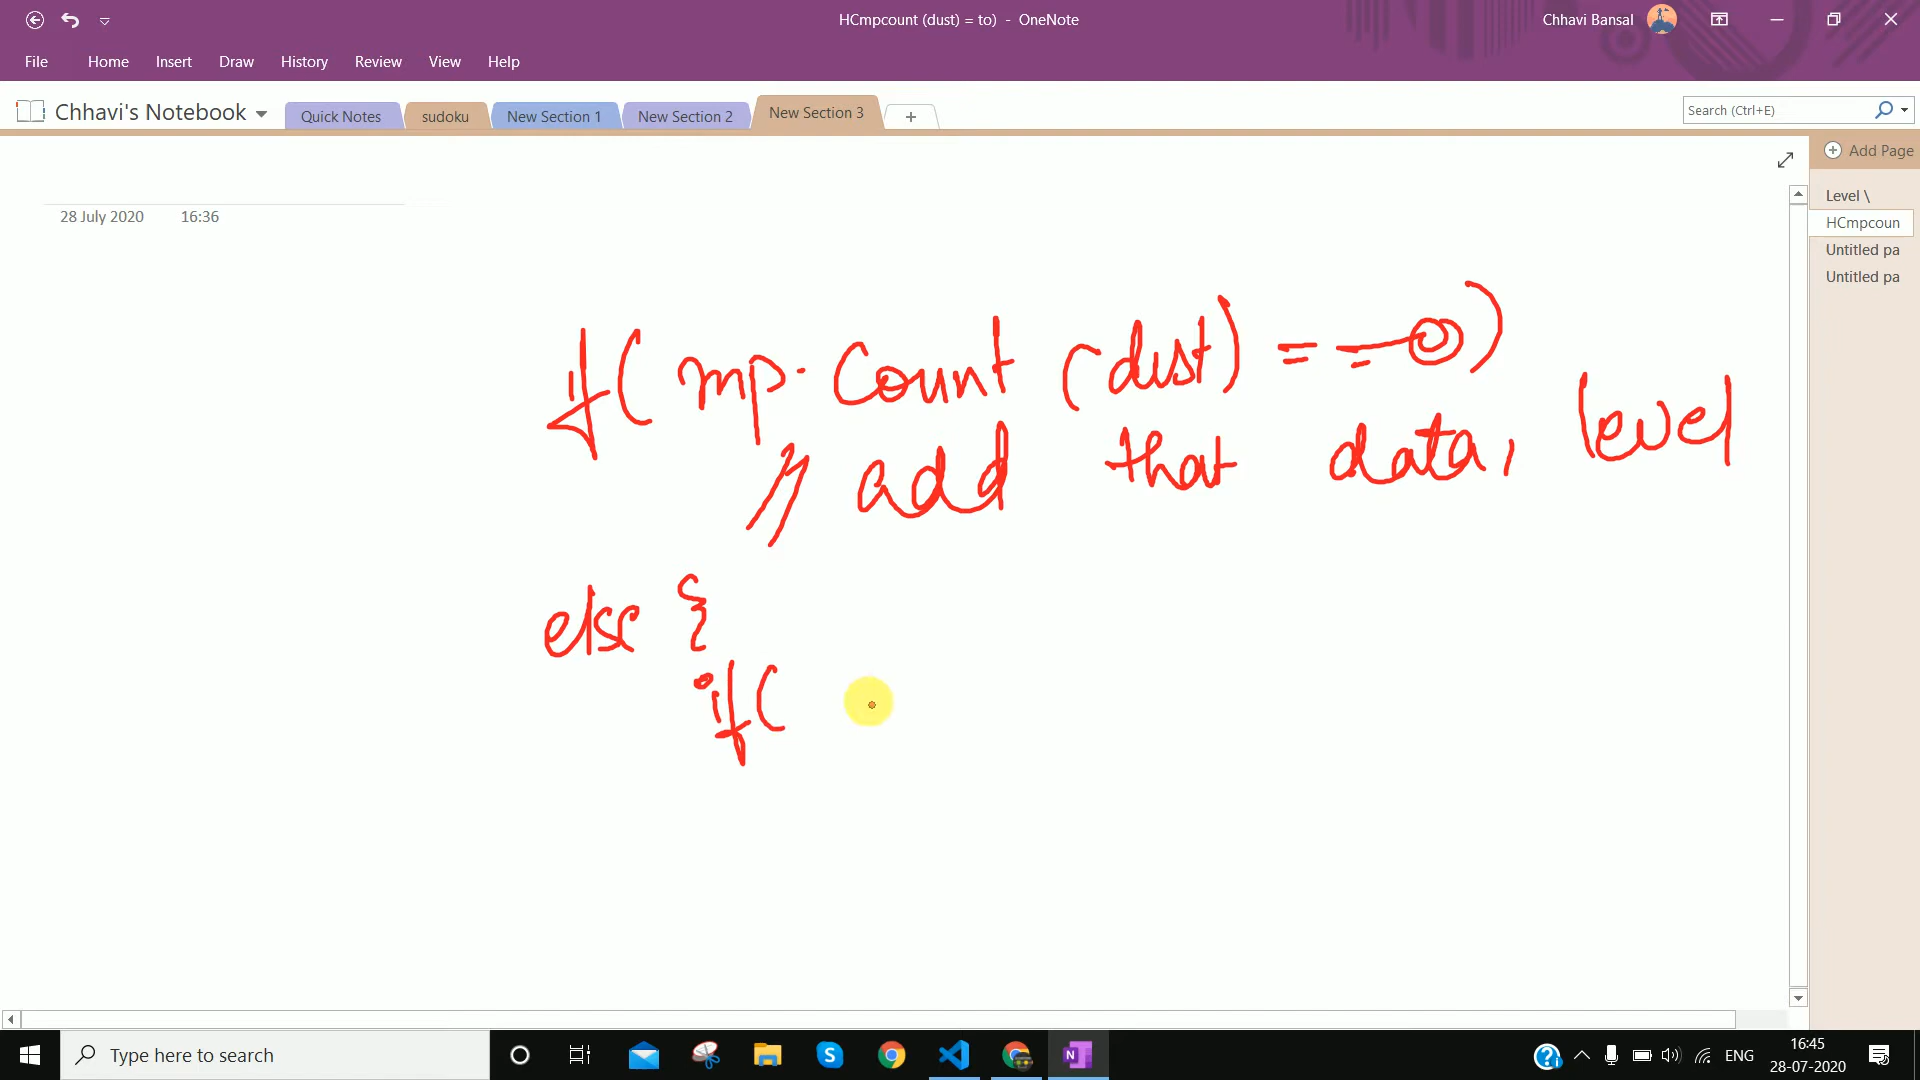 HCmpcount (dust) = to) - OneNote
Chhavi Bansal
File Home Insert Draw History Review View Help
Chhavi's Notebook
Quick Notes
sudoku
New Section 1
New Section 2
New Section 3
Search (Ctrl+E)
Add Page
Level \
HCmpcoun
Untitled pa
Untitled pa
28 July 2020 16:36
if( mp. Count (dist) == 0)
// add that data, level
else {
if(
Type here to search
ENG
16:45
28-07-2020